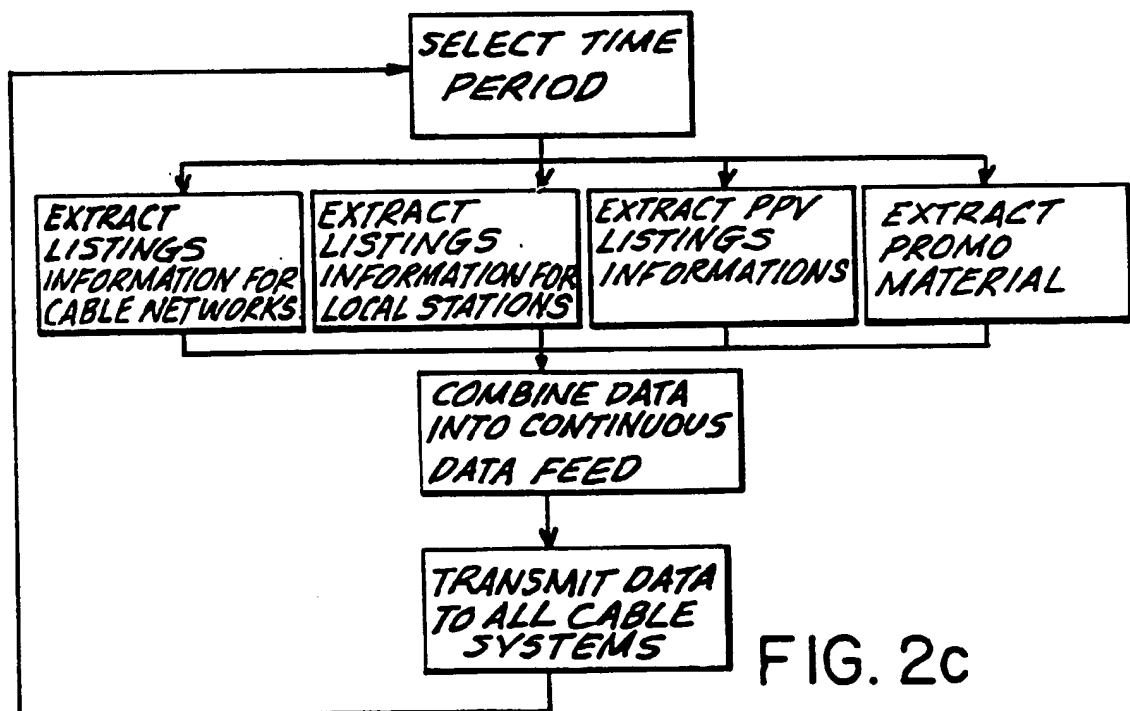 SELECT TIME
PERIOD
EXTRACT
LISTINGS
INFORMATION FOR
CABLE NETWORKS
EXTRACT
LISTINGS
INFORMATION FOR
LOCAL STATIONS
EXTRACT PPV
LISTINGS
INFORMATIONS
EXTRACT
PROMO
MATERIAL
COMBINE DATA
INTO CONTINUOUS
DATA FEED
TRANSMIT DATA
TO ALL CABLE
SYSTEMS
FIG. 2c